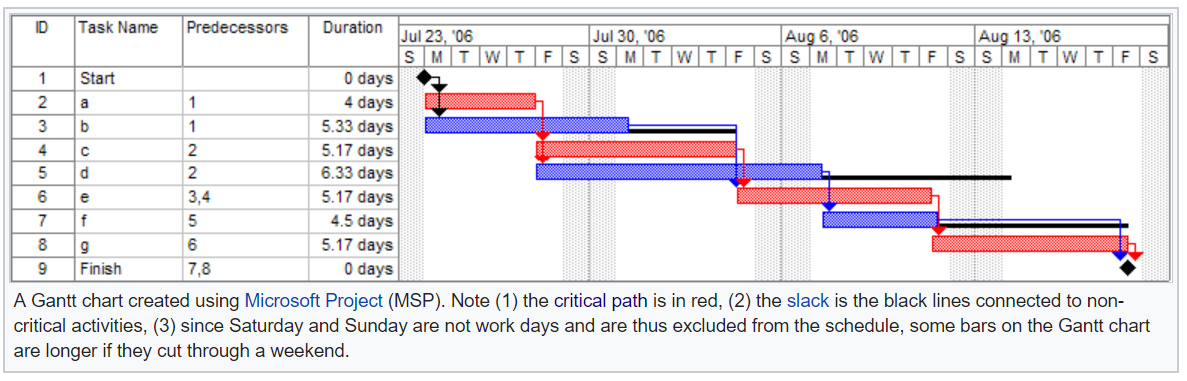 ID Task Name Predecessors Duration
Jul 23, '06 Jul 30, '06 Aug 6, '06 Aug 13, '06
S M T W T F S S M T W T F S S M T W T F S S M T W T F S
1 Start 0 days
2 a 1 4 days
3 b 1 5.33 days
4 c 2 5.17 days
5 d 2 6.33 days
6 e 3,4 5.17 days
7 f 5 4.5 days
8 g 6 5.17 days
9 Finish 7,8 0 days
A Gantt chart created using Microsoft Project (MSP). Note (1) the critical path is in red, (2) the slack is the black lines connected to non-
critical activities, (3) since Saturday and Sunday are not work days and are thus excluded from the schedule, some bars on the Gantt chart
are longer if they cut through a weekend.